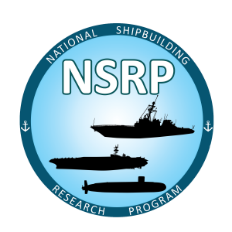 NATIONAL SHIPBUILDING
NSRP
RESEARCH PROGRAM